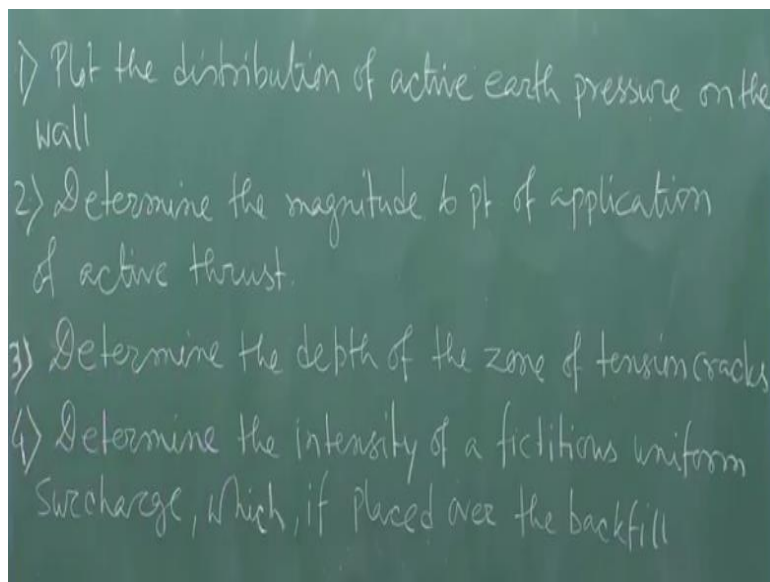 1) Plot the distribution of active earth pressure on the
wall
2) Determine the magnitude & pt of application
of active thrust.
3) Determine the depth of the zone of tension cracks
4) Determine the intensity of a fictitious uniform
surcharge, which, if placed over the backfill